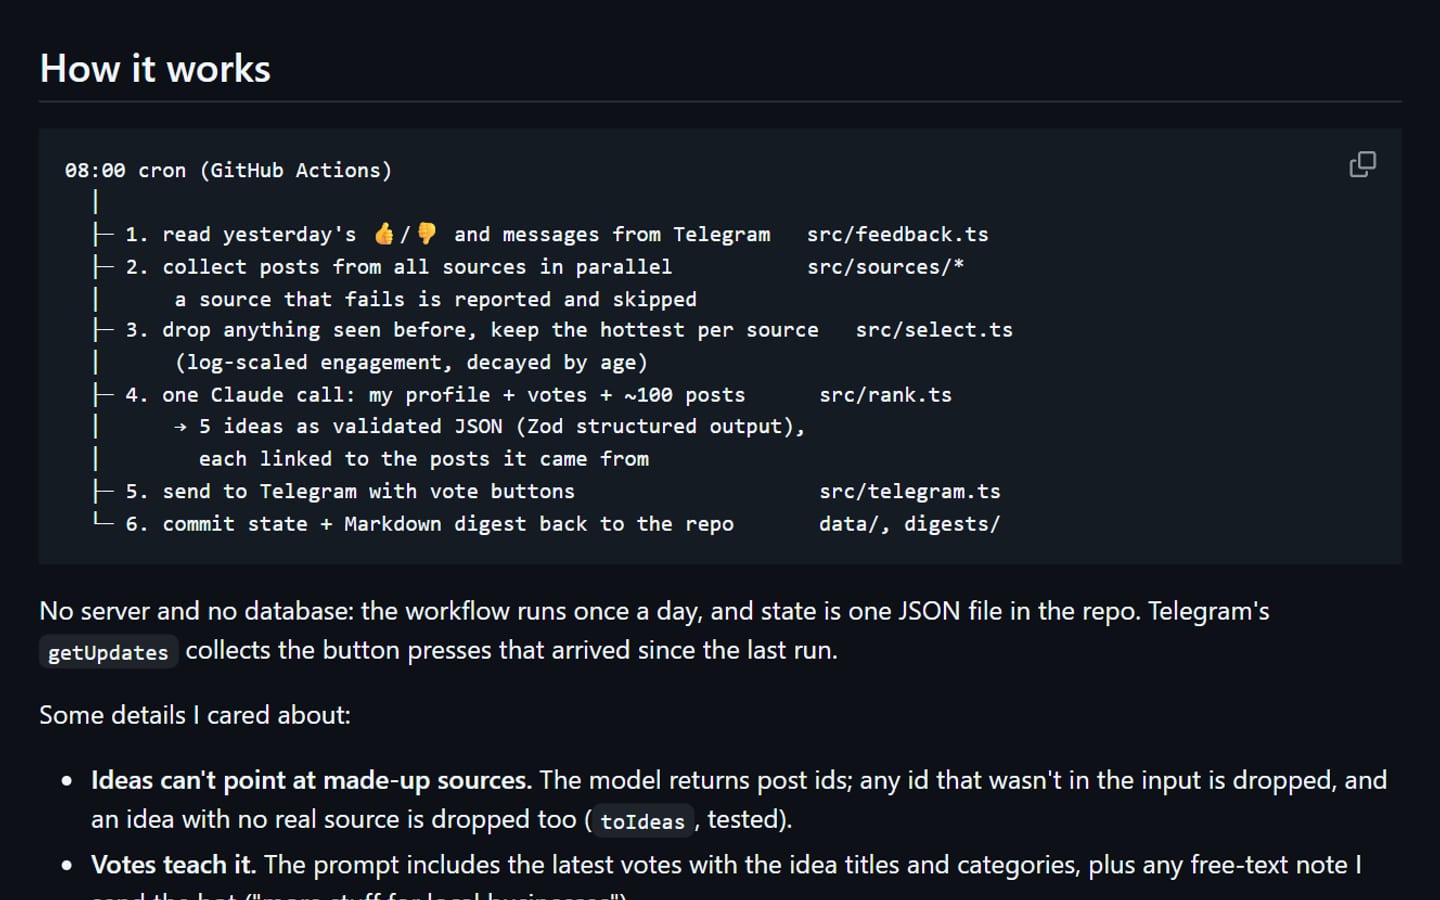 How it works
08:00 cron (GitHub Actions)
│
├─ 1. read yesterday's 👍/👎 and messages from Telegram   src/feedback.ts
├─ 2. collect posts from all sources in parallel           src/sources/*
│      a source that fails is reported and skipped
├─ 3. drop anything seen before, keep the hottest per source   src/select.ts
│      (log-scaled engagement, decayed by age)
├─ 4. one Claude call: my profile + votes + ~100 posts      src/rank.ts
│      → 5 ideas as validated JSON (Zod structured output),
│        each linked to the posts it came from
├─ 5. send to Telegram with vote buttons                    src/telegram.ts
└─ 6. commit state + Markdown digest back to the repo       data/, digests/
No server and no database: the workflow runs once a day, and state is one JSON file in the repo. Telegram's
getUpdates collects the button presses that arrived since the last run.
Some details I cared about:
• Ideas can't point at made-up sources. The model returns post ids; any id that wasn't in the input is dropped, and
an idea with no real source is dropped too (toIdeas, tested).
• Votes teach it. The prompt includes the latest votes with the idea titles and categories, plus any free-text note I
send the bot ("more stuff for local businesses").